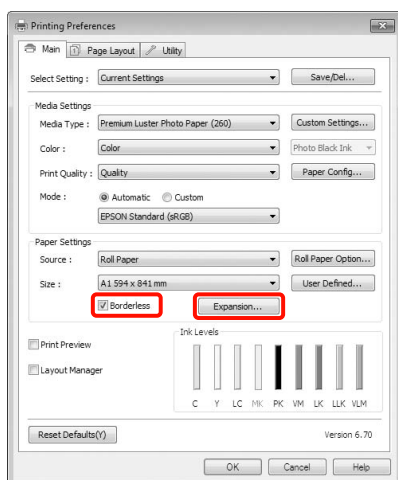 Printing Preferences
Main Page Layout Utility
Select Setting : Current Settings Save/Del...
Media Settings
Media Type : Premium Luster Photo Paper (260) Custom Settings...
Color : Color Photo Black Ink
Print Quality : Quality Paper Config...
Mode : Automatic Custom
EPSON Standard (sRGB)
Paper Settings
Source : Roll Paper Roll Paper Option...
Size : A1 594 x 841 mm User Defined...
Borderless Expansion...
Ink Levels
Print Preview
Layout Manager
C Y LC MK PK VM LK LLK VLM
Reset Defaults(Y) Version 6.70
OK Cancel Help